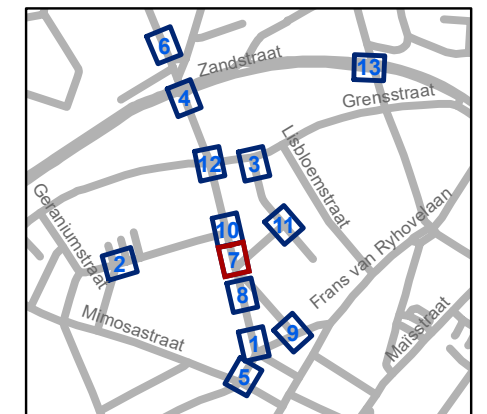 6
Zandstraat
13
4
Grensstraat
12
3
Lisbloemstraat
Geraniumstraat
10
11
7
2
Frans van Ryhovelaan
8
Mimosastraat
1
9
Maïsstraat
5